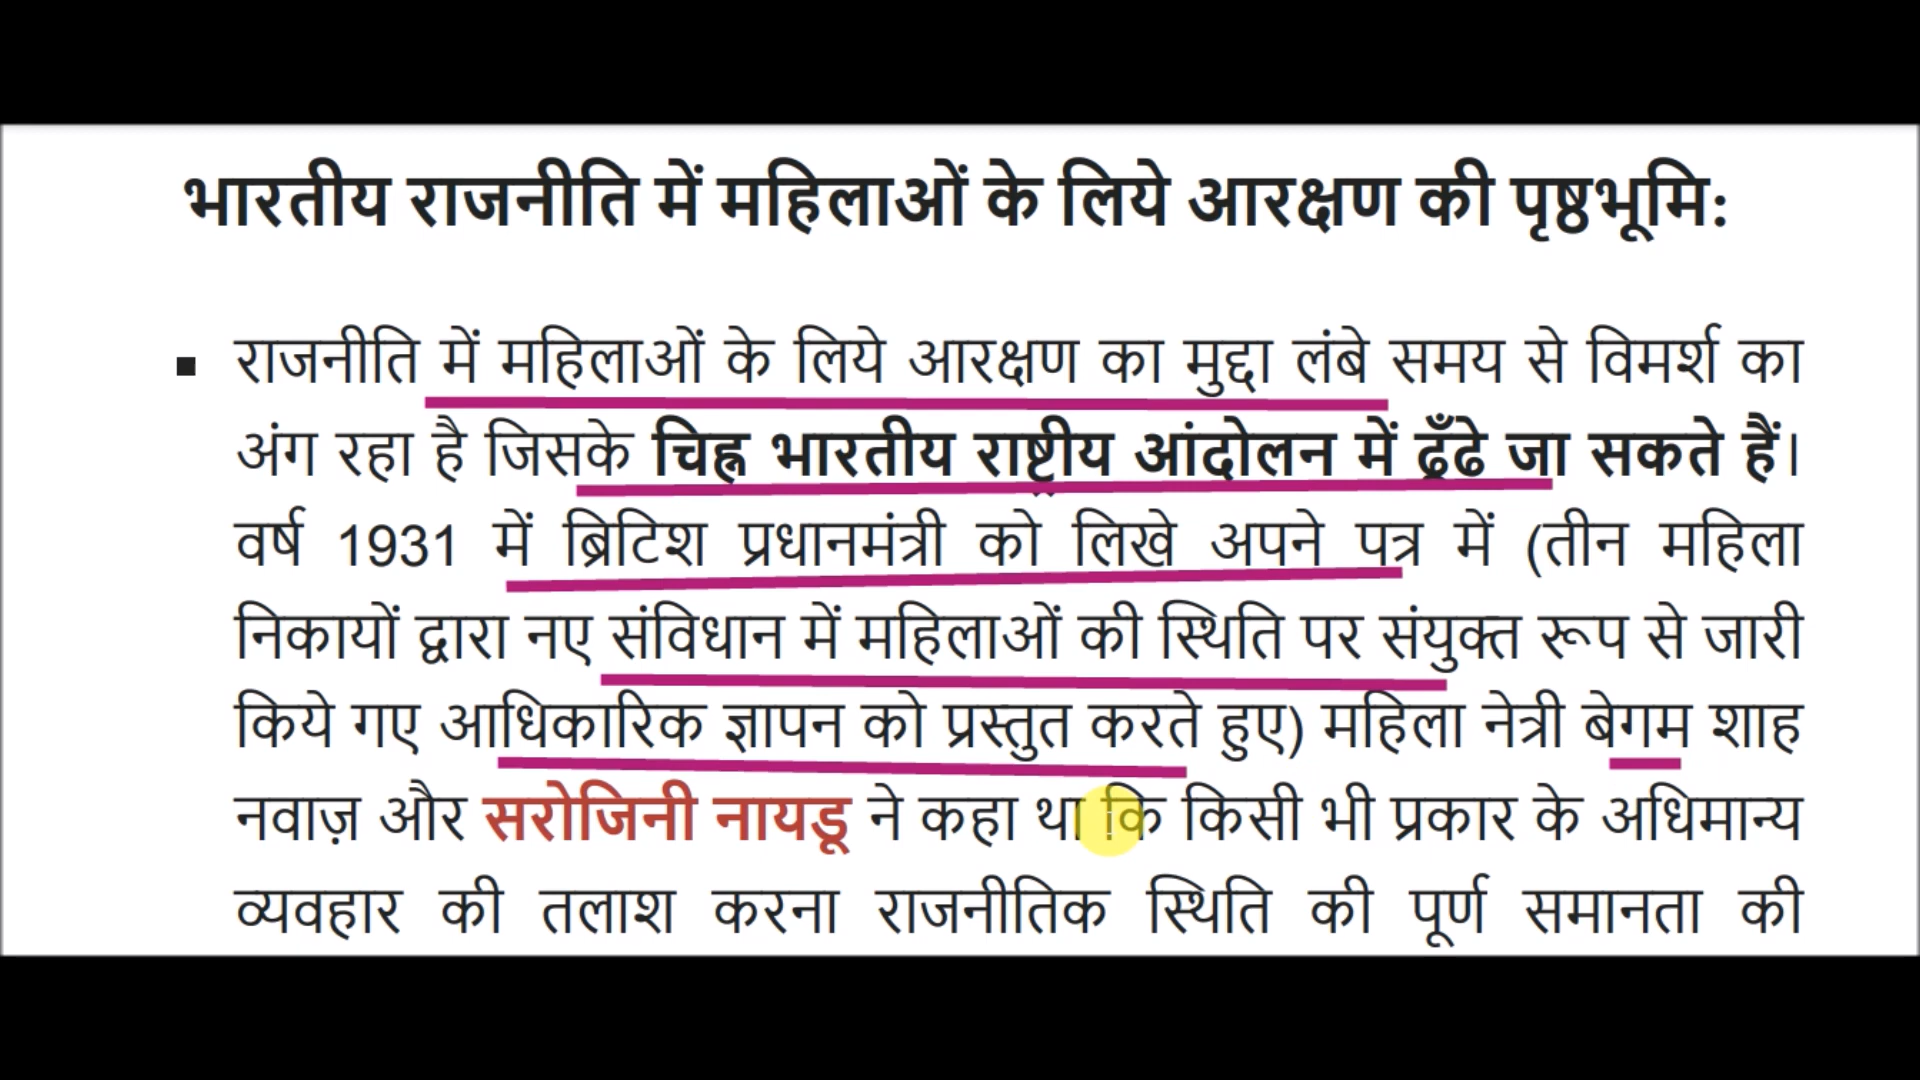 भारतीय राजनीति में महिलाओं के लिये आरक्षण की पृष्ठभूमि:
▪ राजनीति में महिलाओं के लिये आरक्षण का मुद्दा लंबे समय से विमर्श का
अंग रहा है जिसके चिह्न भारतीय राष्ट्रीय आंदोलन में ढूँढे जा सकते हैं।
वर्ष 1931 में ब्रिटिश प्रधानमंत्री को लिखे अपने पत्र में (तीन महिला
निकायों द्वारा नए संविधान में महिलाओं की स्थिति पर संयुक्त रूप से जारी
किये गए आधिकारिक ज्ञापन को प्रस्तुत करते हुए) महिला नेत्री बेगम शाह
नवाज़ और सरोजिनी नायडू ने कहा था कि किसी भी प्रकार के अधिमान्य
व्यवहार की तलाश करना राजनीतिक स्थिति की पूर्ण समानता की